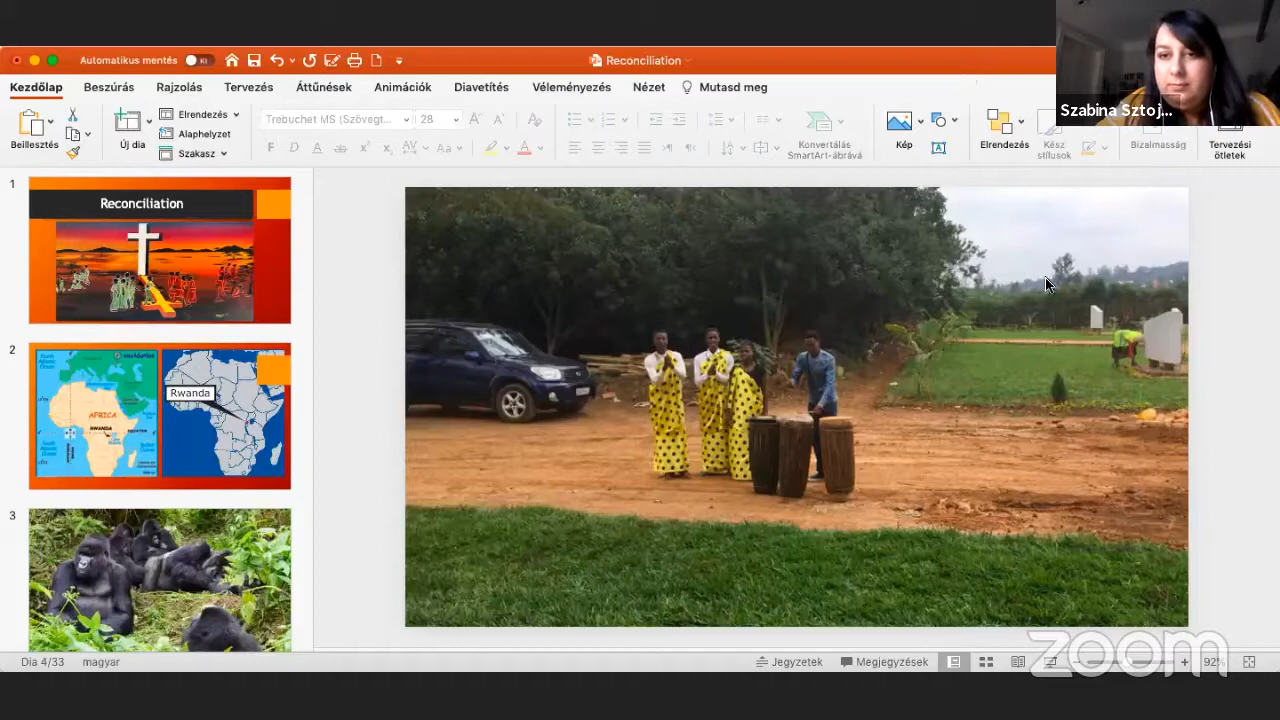 Automatikus mentés
KI
Reconciliation
Szabina Sztoj...
Kezdőlap
Beszúrás
Rajzolás
Tervezés
Áttűnések
Animációk
Diavetítés
Véleményezés
Nézet
Mutasd meg
Beillesztés
Új dia
Elrendezés
Alaphelyzet
Szakasz
Trebuchet MS (Szövegt...
28
F
D
A
Aa
Konvertálás
SmartArt-ábrává
Kép
Elrendezés
Kész
stílusok
Bizalmasság
Tervezési
ötletek
1
Reconciliation
2
AFRICA
RWANDA
Rwanda
3
Dia 4/33
magyar
Jegyzetek
Megjegyzések
92%
zoom